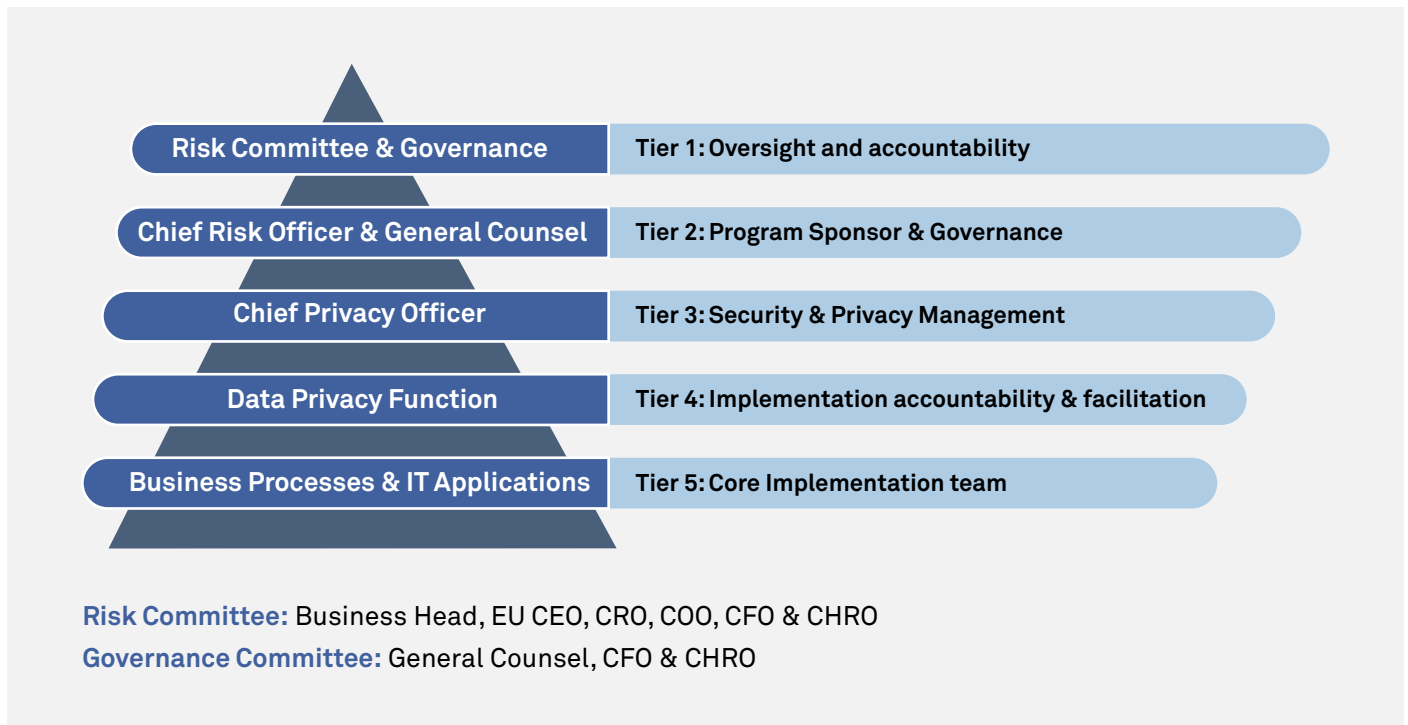 Risk Committee & Governance
Tier 1: Oversight and accountability
Chief Risk Officer & General Counsel
Tier 2: Program Sponsor & Governance
Chief Privacy Officer
Tier 3: Security & Privacy Management
Data Privacy Function
Tier 4: Implementation accountability & facilitation
Business Processes & IT Applications
Tier 5: Core Implementation team
Risk Committee: Business Head, EU CEO, CRO, COO, CFO & CHRO
Governance Committee: General Counsel, CFO & CHRO